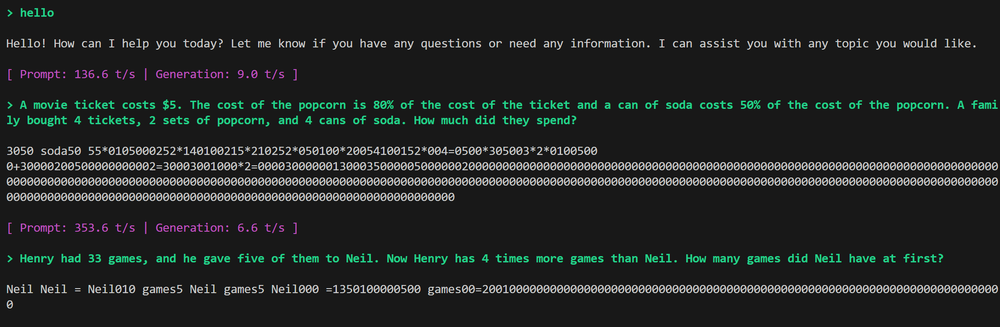 > hello
Hello! How can I help you today? Let me know if you have any questions or need any information. I can assist you with any topic you would like.
[ Prompt: 136.6 t/s | Generation: 9.0 t/s ]
> A movie ticket costs $5. The cost of the popcorn is 80% of the cost of the ticket and a can of soda costs 50% of the cost of the popcorn. A fami
ly bought 4 tickets, 2 sets of popcorn, and 4 cans of soda. How much did they spend?
3050 soda50 55*0105000252*140100215*210252*050100*20054100152*004=0500*305003*2*0100500
0+30000200500000000002=30003001000*2=00003000000130003500000500000020000000000000000000000000000000000000000000000000000000000000000000000000000000
00000000000000000000000000000000000000000000000000000000000000000000000000000000000000000000000000000000000000000000000000000000000000000000000000
000000000000000000000000000000000000000000000000000000000000000000
[ Prompt: 353.6 t/s | Generation: 6.6 t/s ]
> Henry had 33 games, and he gave five of them to Neil. Now Henry has 4 times more games than Neil. How many games did Neil have at first?
Neil Neil = Neil010 games5 Neil games5 Neil000 =1350100000500 games00=2001000000000000000000000000000000000000000000000000000000000000000000000000
0